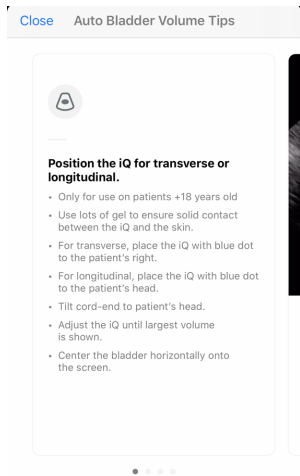 Close Auto Bladder Volume Tips
Position the iQ for transverse or
longitudinal.
• Only for use on patients +18 years old
• Use lots of gel to ensure solid contact
between the iQ and the skin.
• For transverse, place the iQ with blue dot
to the patient's right.
• For longitudinal, place the iQ with blue dot
to the patient's head.
• Tilt cord-end to patient's head.
• Adjust the iQ until largest volume
is shown.
• Center the bladder horizontally onto
the screen.